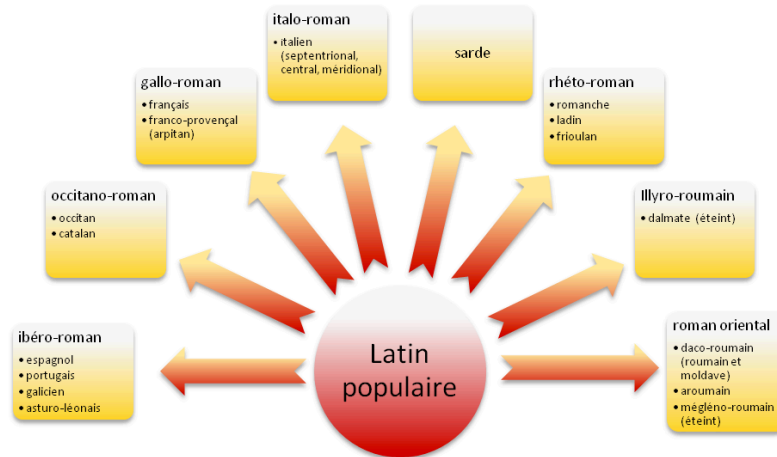 italo-roman
• italien
(septentrional,
central, méridional)
sarde
gallo-roman
• français
• franco-provençal
(arpitan)
rhéto-roman
• romanche
• ladin
• frioulan
occitano-roman
• occitan
• catalan
Illyro-roumain
• dalmate (éteint)
ibéro-roman
• espagnol
• portugais
• galicien
• asturo-léonais
Latin
populaire
roman oriental
• daco-roumain
(roumain et
moldave)
• aroumain
• mégléno-roumain
(éteint)